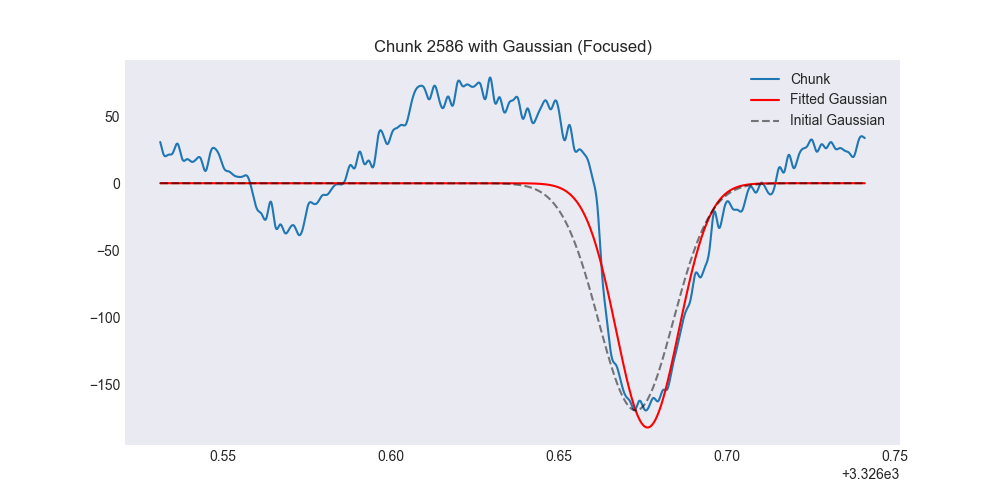 Chunk 2586 with Gaussian (Focused)
Chunk
Fitted Gaussian
Initial Gaussian
50
0
−50
−100
−150
0.55 0.60 0.65 0.70 0.75
+3.326e3